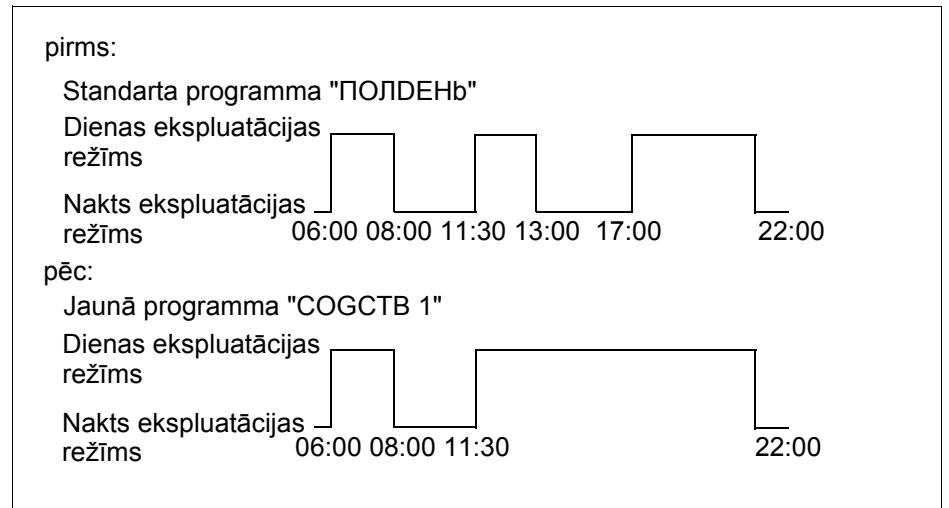 pirms:
Standarta programma "ПОЛDЕНb"
Dienas ekspluatācijas
režīms
Nakts ekspluatācijas
režīms
06:00 08:00 11:30 13:00 17:00 22:00
pēc:
Jaunā programma "COGCTB 1"
Dienas ekspluatācijas
režīms
Nakts ekspluatācijas
režīms
06:00 08:00 11:30 22:00